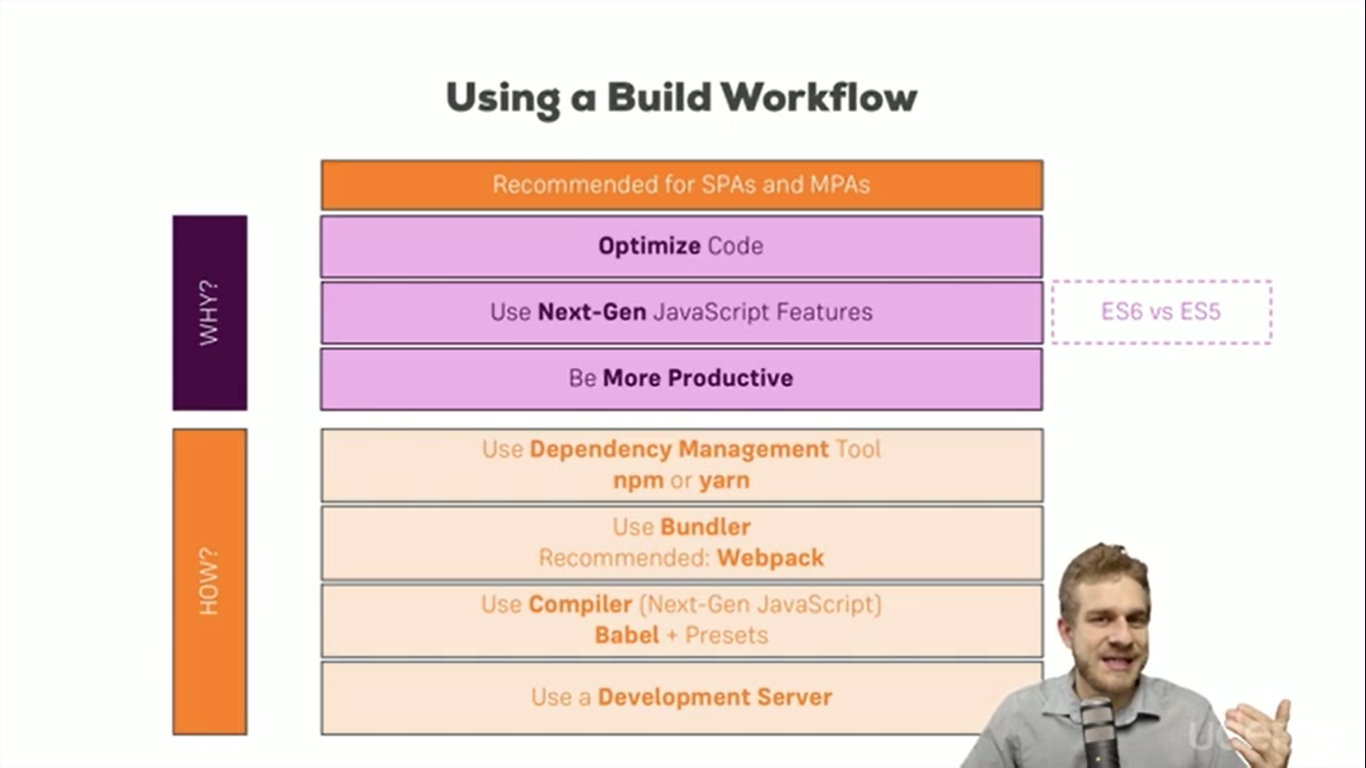 Using a Build Workflow
Recommended for SPAs and MPAs
WHY?
Optimize Code
Use Next-Gen JavaScript Features
ES6 vs ES5
Be More Productive
HOW?
Use Dependency Management Tool
npm or yarn
Use Bundler
Recommended: Webpack
Use Compiler (Next-Gen JavaScript)
Babel + Presets
Use a Development Server